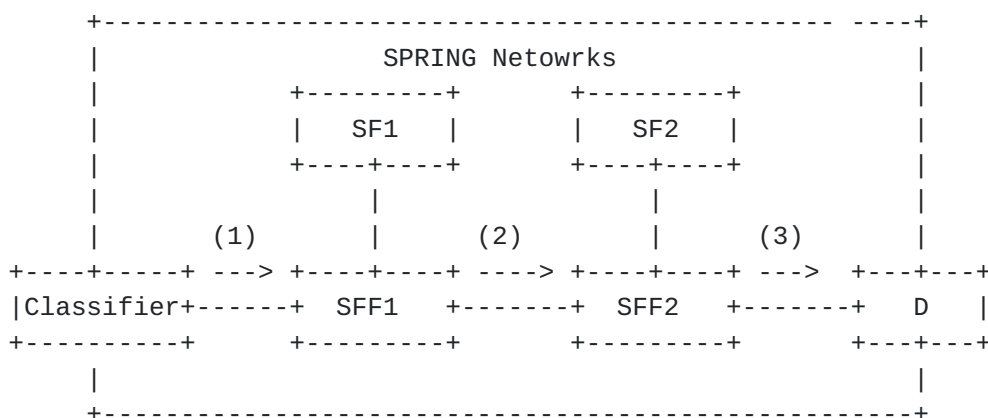 SPRING Netowrks
SF1 SF2
(1) (2) (3)
---> ----> --->
|Classifier+------+ SFF1 +-------+ SFF2 +-------+ D |